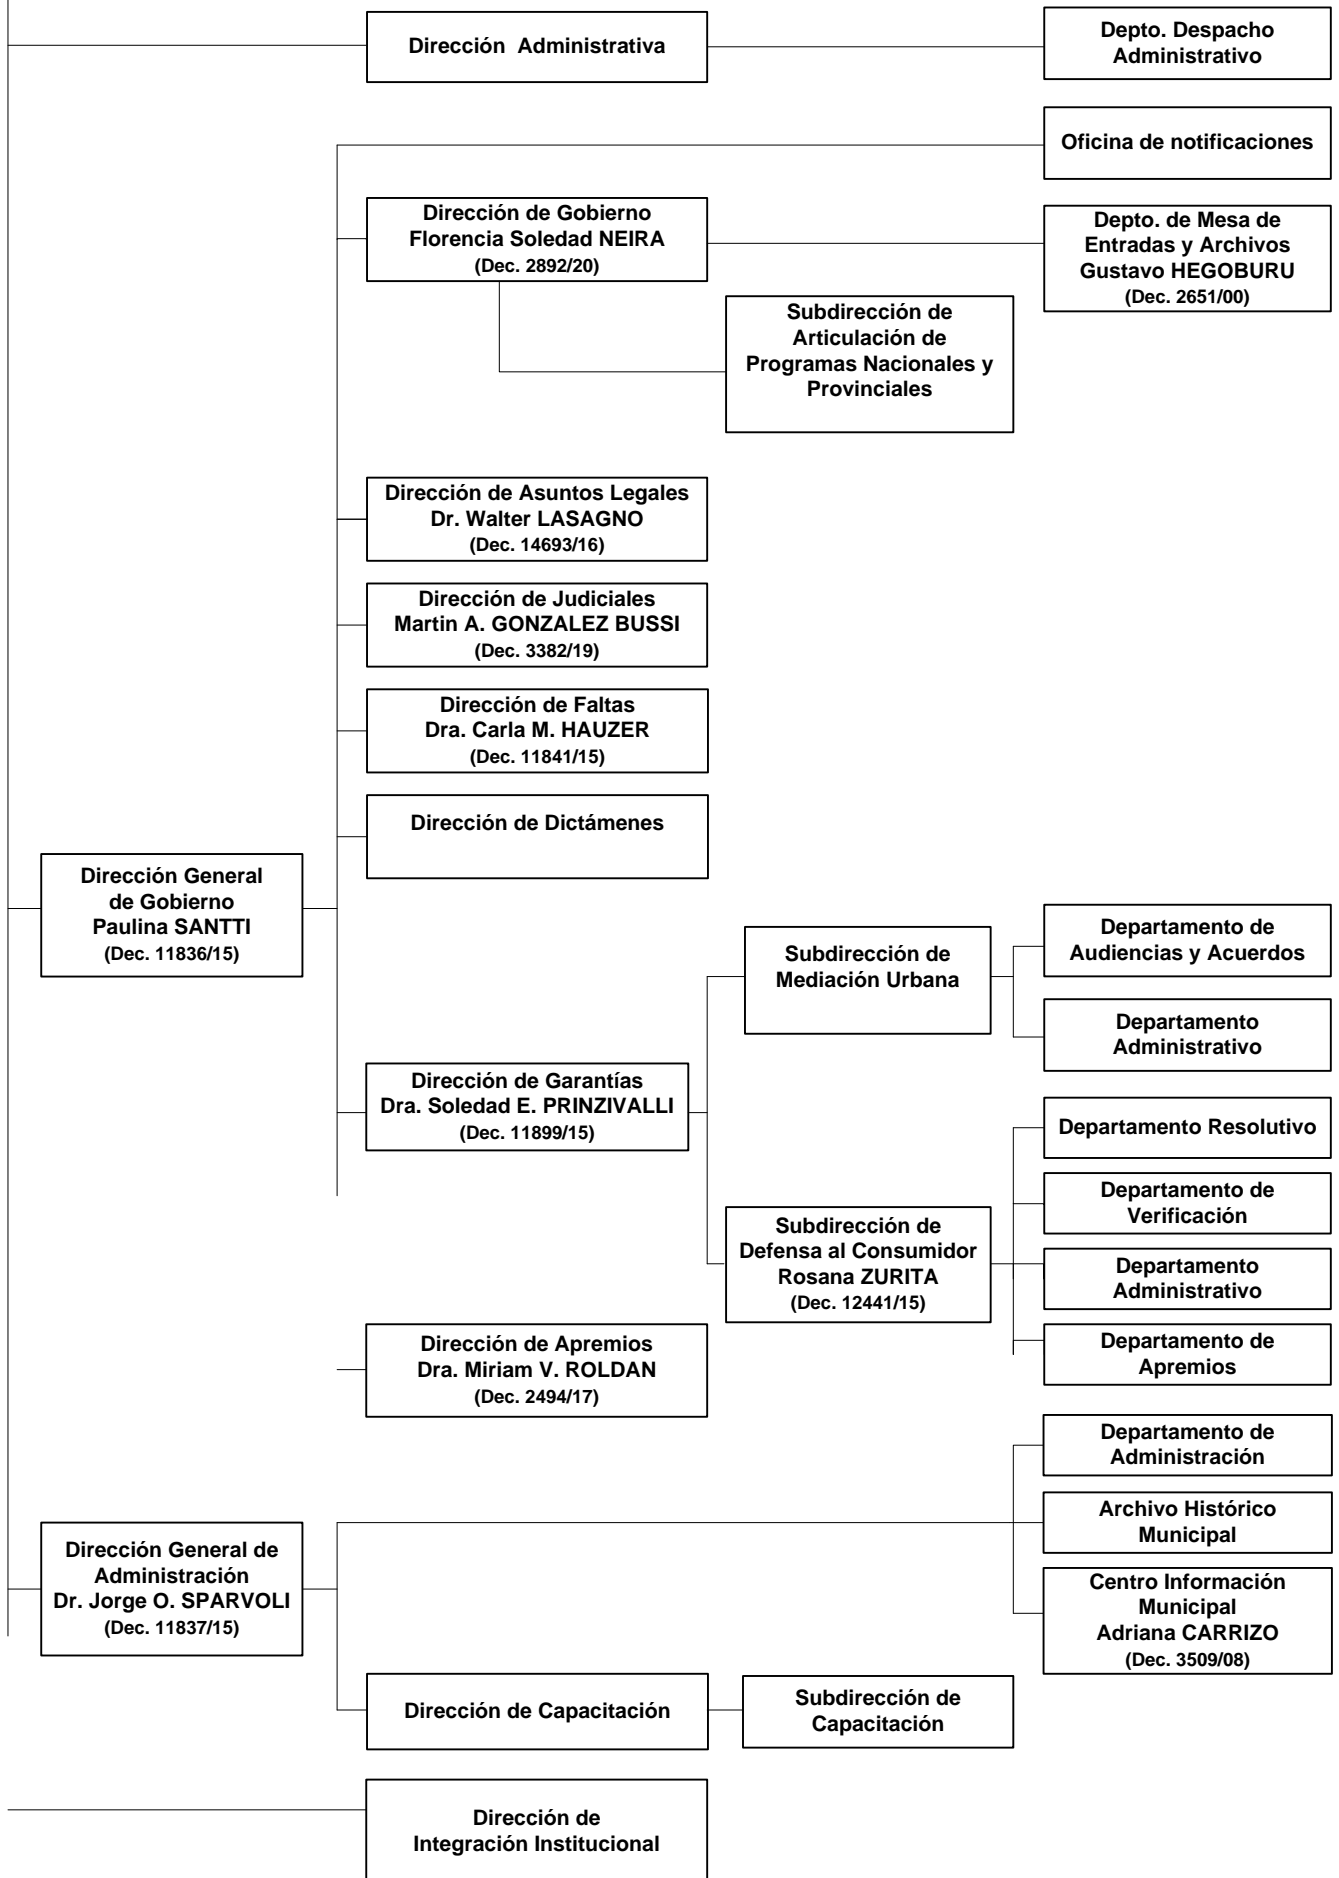 Dirección Administrativa
Depto. Despacho
Administrativo
Oficina de notificaciones
Dirección de Gobierno
Florencia Soledad NEIRA
(Dec. 2892/20)
Depto. de Mesa de
Entradas y Archivos
Gustavo HEGOBURU
(Dec. 2651/00)
Subdirección de
Articulación de
Programas Nacionales y
Provinciales
Dirección de Asuntos Legales
Dr. Walter LASAGNO
(Dec. 14693/16)
Dirección de Judiciales
Martin A. GONZALEZ BUSSI
(Dec. 3382/19)
Dirección de Faltas
Dra. Carla M. HAUZER
(Dec. 11841/15)
Dirección de Dictámenes
Dirección General
de Gobierno
Paulina SANTTI
(Dec. 11836/15)
Subdirección de
Mediación Urbana
Departamento de
Audiencias y Acuerdos
Departamento
Administrativo
Dirección de Garantías
Dra. Soledad E. PRINZIVALLI
(Dec. 11899/15)
Departamento Resolutivo
Departamento de
Verificación
Subdirección de
Defensa al Consumidor
Rosana ZURITA
(Dec. 12441/15)
Departamento
Administrativo
Departamento de
Apremios
Dirección de Apremios
Dra. Miriam V. ROLDAN
(Dec. 2494/17)
Departamento de
Administración
Archivo Histórico
Municipal
Dirección General de
Administración
Dr. Jorge O. SPARVOLI
(Dec. 11837/15)
Centro Información
Municipal
Adriana CARRIZO
(Dec. 3509/08)
Dirección de Capacitación
Subdirección de
Capacitación
Dirección de
Integración Institucional